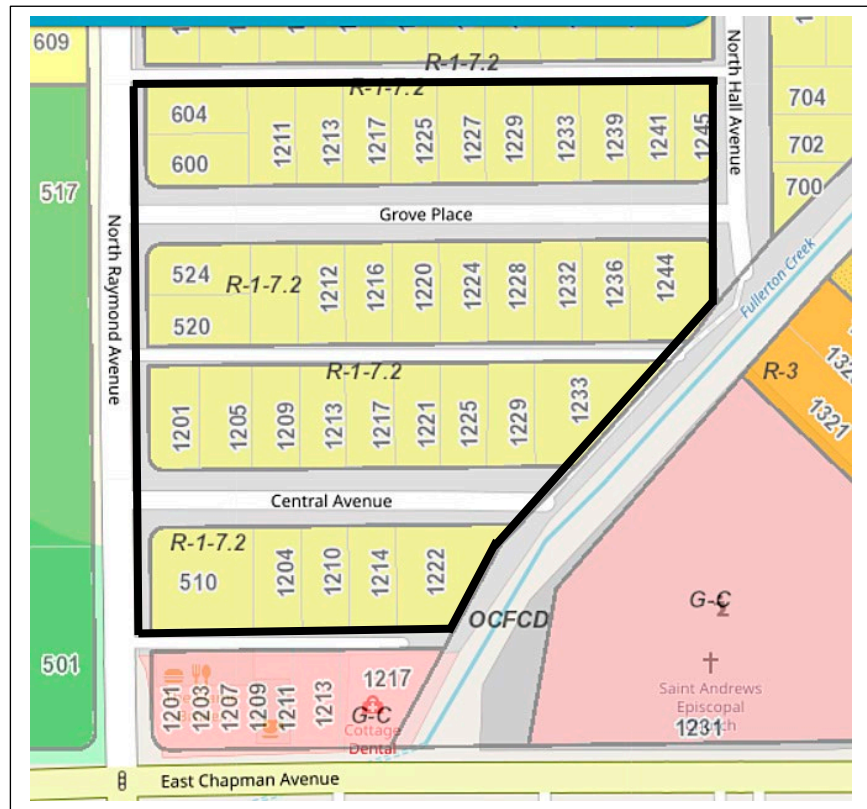 609
R-1-7.2
R-1-7.2
North Hall Avenue
604
600
1211
1213
1217
1225
1227
1229
1233
1239
1241
1245
704
702
700
517
North Raymond Avenue
Grove Place
Fullerton Creek
524
520
R-1-7.2
1212
1216
1220
1224
1228
1232
1236
1244
R-1-7.2
1201
1205
1209
1213
1217
1221
1225
1229
1233
R-3
1321
Central Avenue
R-1-7.2
510
1204
1210
1214
1222
OCFCD
G-C
501
Saint Andrews
Episcopal
1231
1201
1203
1207
1209
1211
1213
1217
G-C
Cottage
Dental
East Chapman Avenue